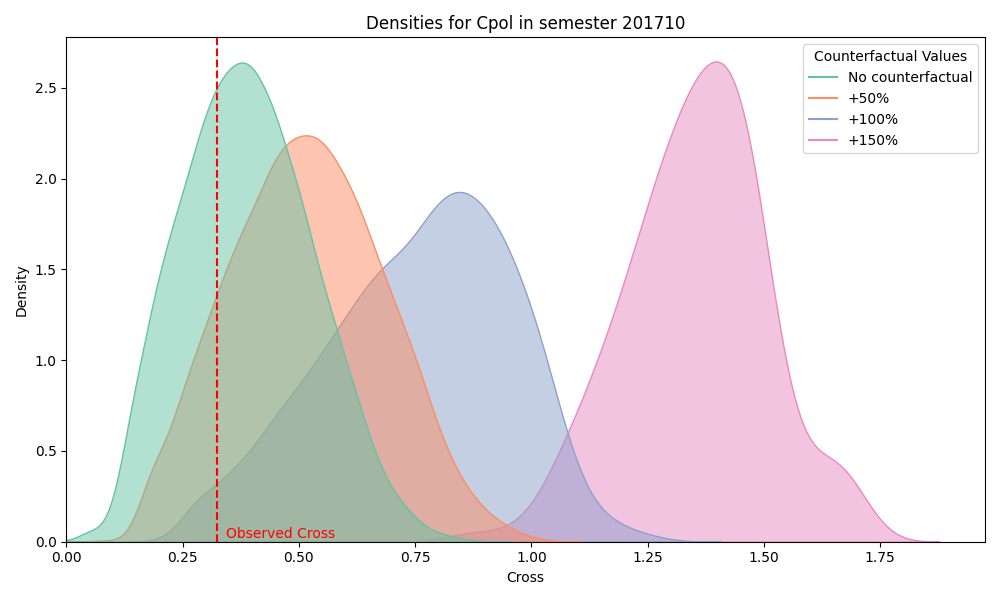 Densities for Cpol in semester 201710
Counterfactual Values
No counterfactual
+50%
+100%
+150%
Density
2.5
2.0
1.5
1.0
0.5
0.0
Observed Cross
0.00 0.25 0.50 0.75 1.00 1.25 1.50 1.75
Cross